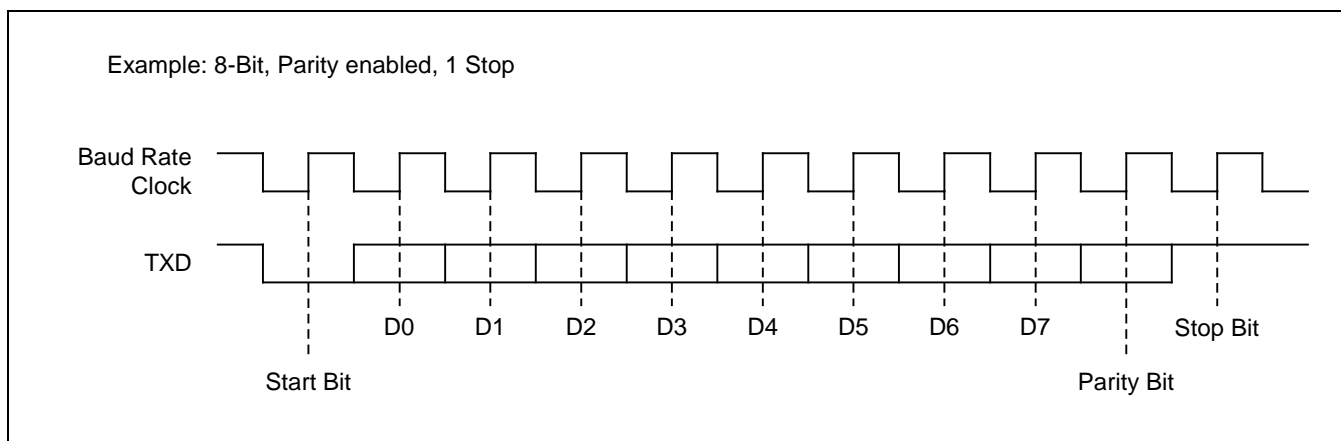 Example: 8-Bit, Parity enabled, 1 Stop
Baud Rate
Clock
TXD
D0 D1 D2 D3 D4 D5 D6 D7 Stop Bit
Start Bit Parity Bit